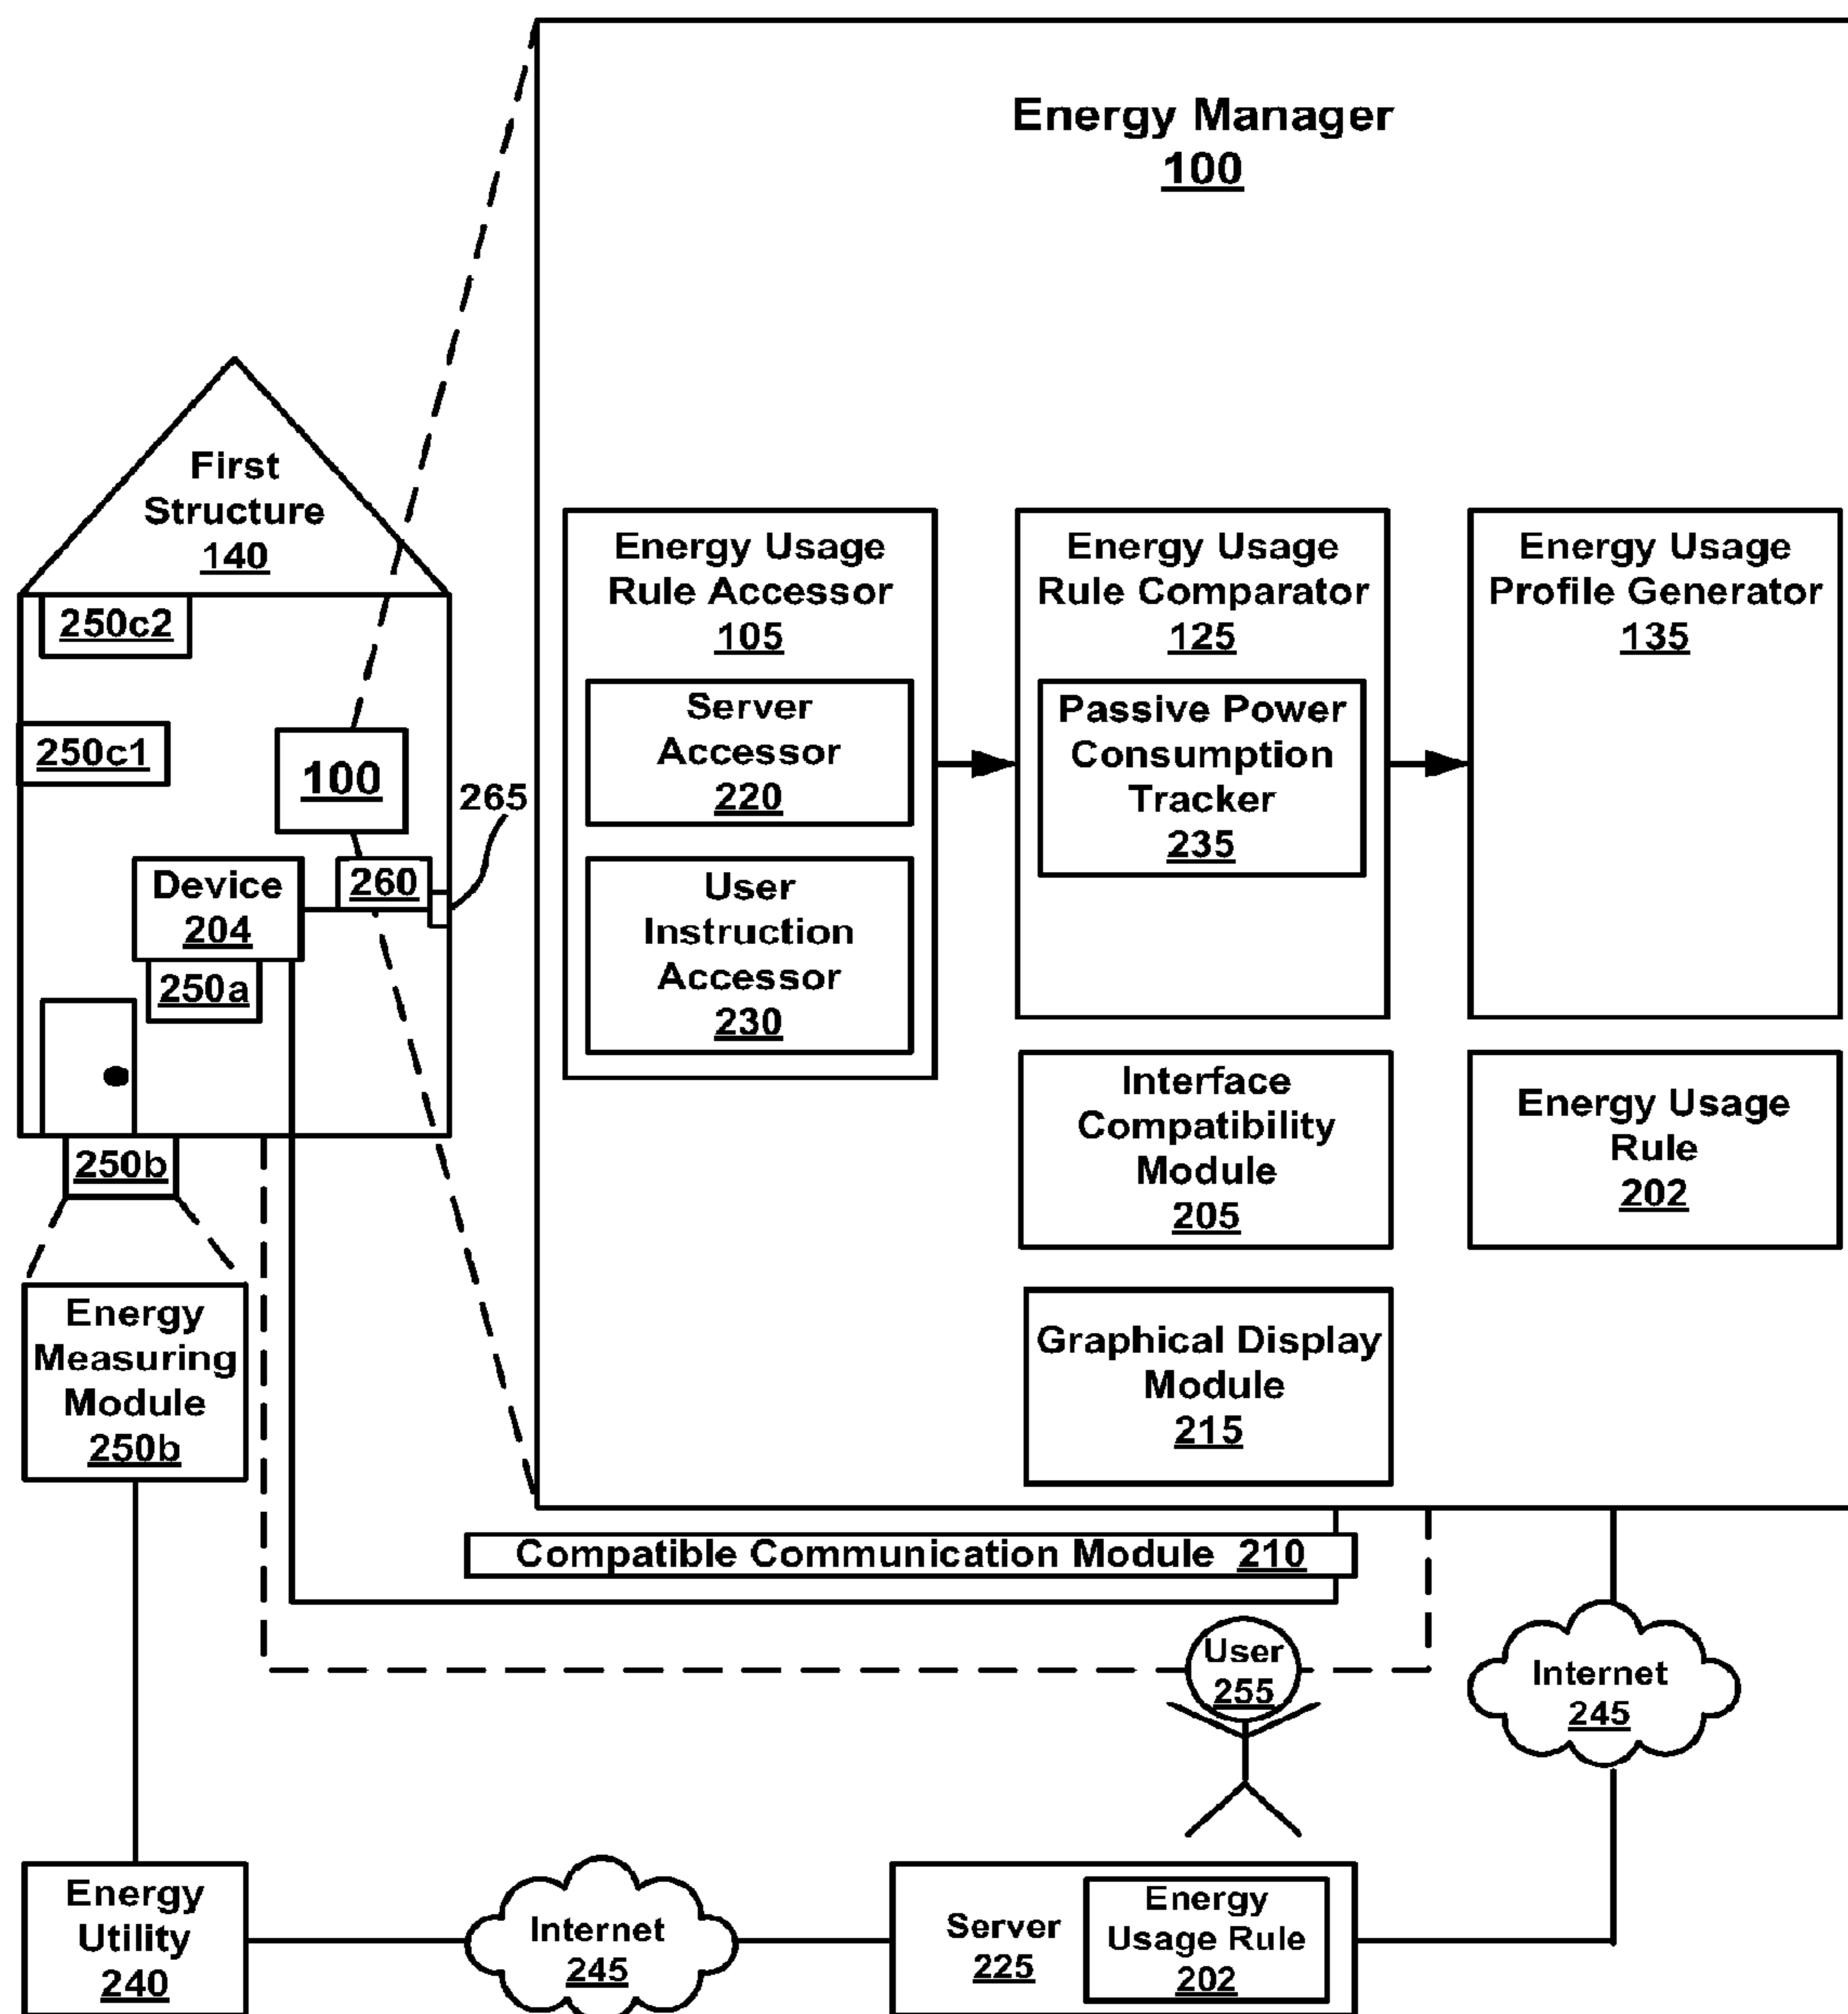 Energy Manager
100
First
Structure
140
250c2
250c1
100
265
260
Device
204
250a
250b
Energy
Measuring
Module
250b
Energy Usage
Rule Accessor
105
Server
Accessor
220
User
Instruction
Accessor
230
Energy Usage
Rule Comparator
125
Passive Power
Consumption
Tracker
235
Energy Usage
Profile Generator
135
Interface
Compatibility
Module
205
Energy Usage
Rule
202
Graphical Display
Module
215
Compatible Communication Module 210
User
255
Internet
245
Energy
Utility
240
Internet
245
Server
225
Energy
Usage Rule
202